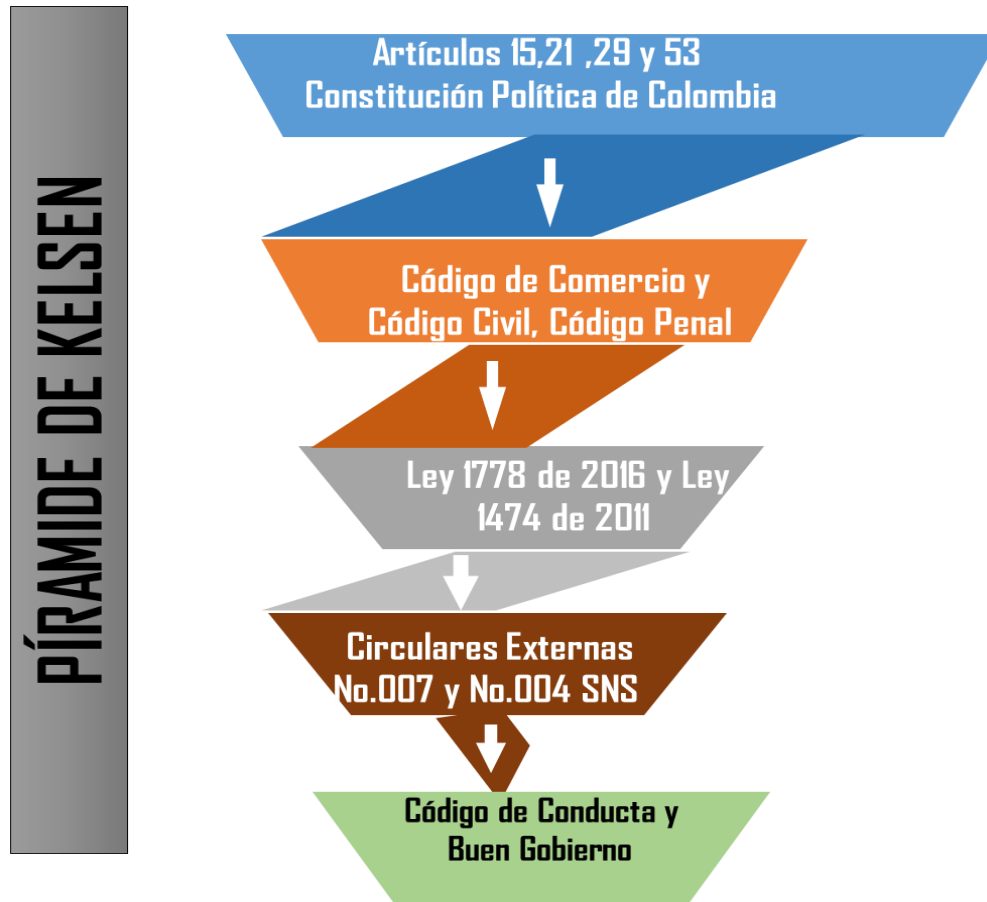 PÍRAMIDE DE KELSEN
Artículos 15,21 ,29 y 53
Constitución Política de Colombia
Código de Comercio y
Código Civil, Código Penal
Ley 1778 de 2016 y Ley
1474 de 2011
Circulares Externas
No.007 y No.004 SNS
Código de Conducta y
Buen Gobierno